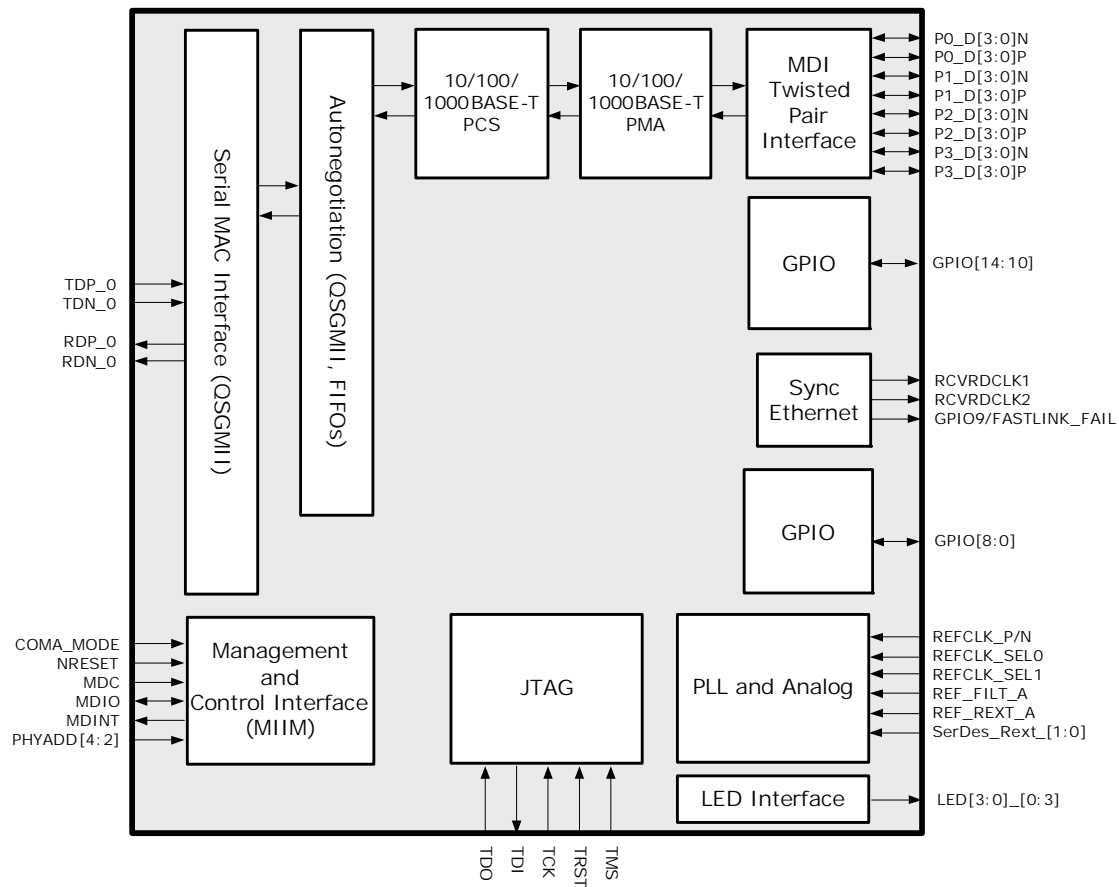 10/100/
1000BASE-T
PCS
10/100/
1000BASE-T
PMA
MDI
Twisted
Pair
Interface
P0_D[3:0]N
P0_D[3:0]P
P1_D[3:0]N
P1_D[3:0]P
P2_D[3:0]N
P2_D[3:0]P
P3_D[3:0]N
P3_D[3:0]P
Serial MAC Interface (QSGMII)
Autonegotiation (QSGMII, FIFOs)
TDP_0
TDN_0
RDP_0
RDN_0
GPIO
GPIO[14:10]
Sync
Ethernet
RCVRDCLK1
RCVRDCLK2
GPIO9/FASTLINK_FAIL
GPIO
GPIO[8:0]
COMA_MODE
NRESET
MDC
MDIO
MDINT
PHYADD[4:2]
Management
and
Control Interface
(MIIM)
JTAG
PLL and Analog
REFCLK_P/N
REFCLK_SEL0
REFCLK_SEL1
REF_FILT_A
REF_REXT_A
SerDes_Rext_[1:0]
LED Interface
LED[3:0]_[0:3]
TDO
TDI
TCK
TRST
TMS